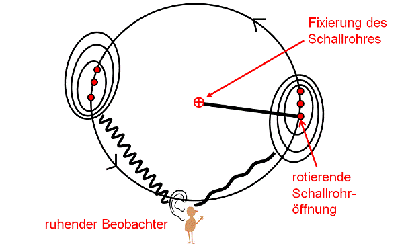 Fixierung des
Schallrohres
rotierende
Schallrohr-
öffnung
ruhender Beobachter